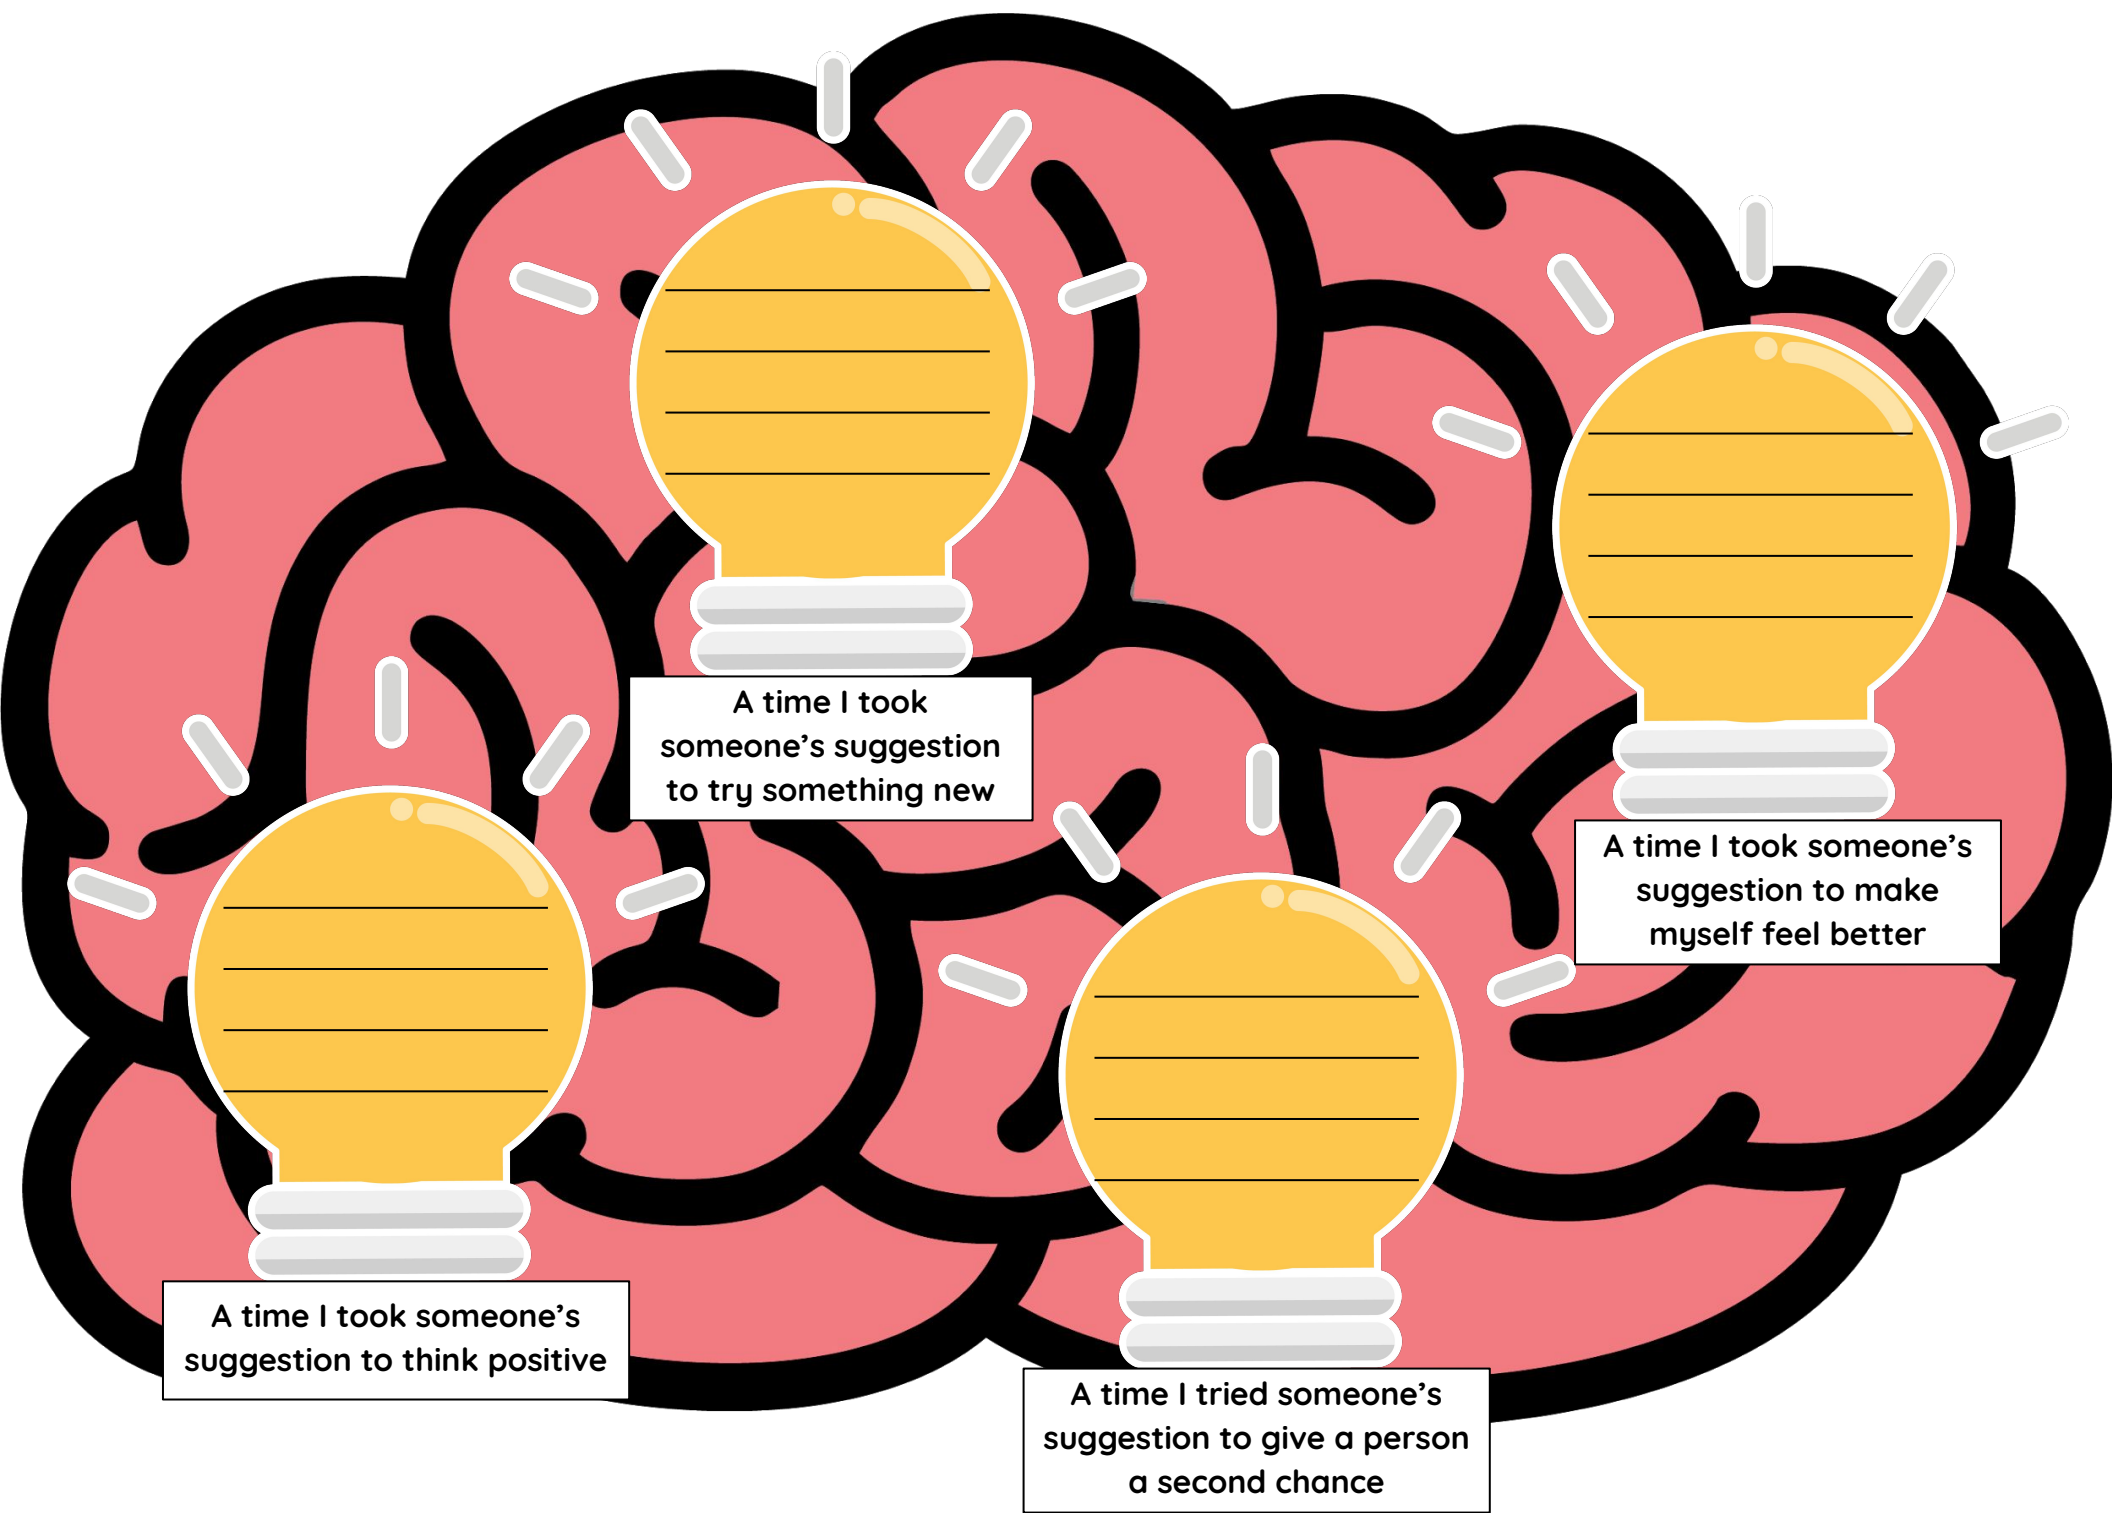 A time I took
someone's suggestion
to try something new
A time I took someone's
suggestion to make
myself feel better
A time I took someone's
suggestion to think positive
A time I tried someone's
suggestion to give a person
a second chance